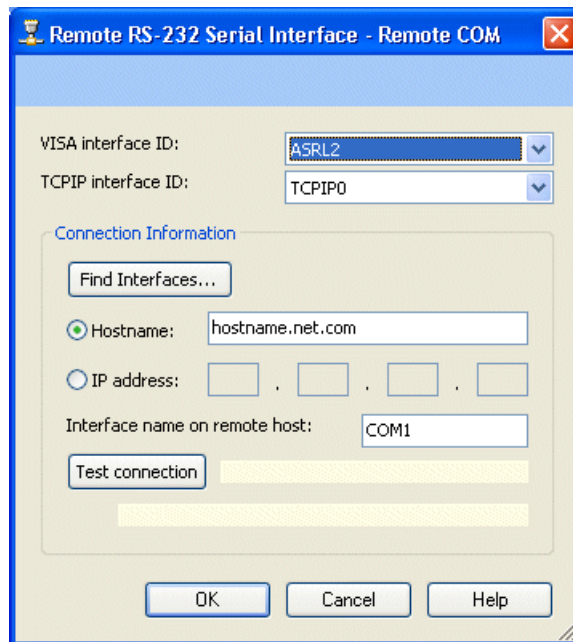 Remote RS-232 Serial Interface - Remote COM
VISA interface ID: ASRL2
TCPIP interface ID: TCPIP0
Connection Information
Find Interfaces...
Hostname: hostname.net.com
IP address: . . .
Interface name on remote host: COM1
Test connection
OK Cancel Help